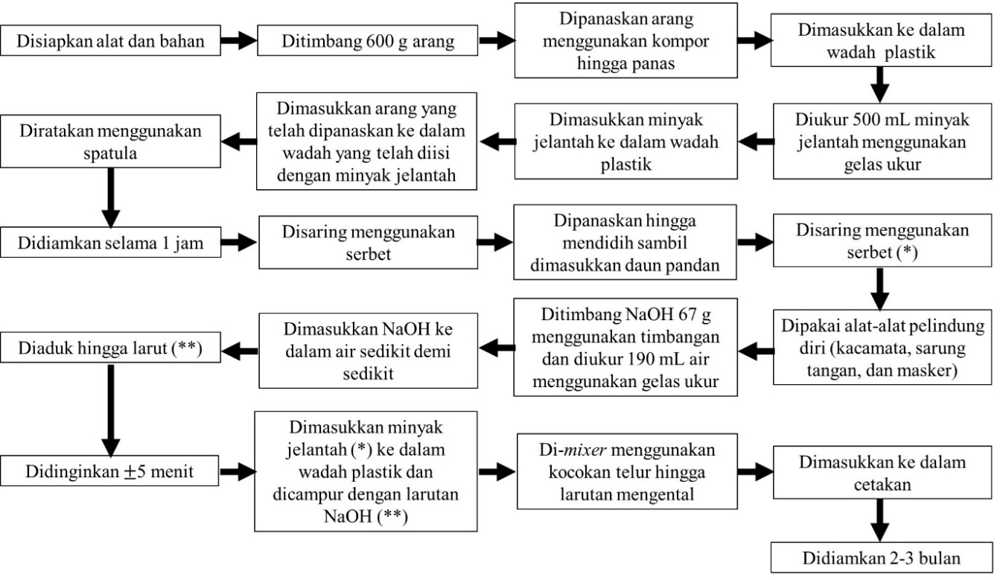 Disiapkan alat dan bahan
Ditimbang 600 g arang
Dipanaskan arang
menggunakan kompor
hingga panas
Dimasukkan ke dalam
wadah plastik
Diukur 500 mL minyak
jelantah menggunakan
gelas ukur
Dimasukkan minyak
jelantah ke dalam wadah
plastik
Dimasukkan arang yang
telah dipanaskan ke dalam
wadah yang telah diisi
dengan minyak jelantah
Diratakan menggunakan
spatula
Didiamkan selama 1 jam
Disaring menggunakan
serbet
Dipanaskan hingga
mendidih sambil
dimasukkan daun pandan
Disaring menggunakan
serbet (*)
Dipakai alat-alat pelindung
diri (kacamata, sarung
tangan, dan masker)
Ditimbang NaOH 67 g
menggunakan timbangan
dan diukur 190 mL air
menggunakan gelas ukur
Dimasukkan NaOH ke
dalam air sedikit demi
sedikit
Diaduk hingga larut (**)
Didinginkan ±5 menit
Dimasukkan minyak
jelantah (*) ke dalam
wadah plastik dan
dicampur dengan larutan
NaOH (**)
Di-mixer menggunakan
kocokan telur hingga
larutan mengental
Dimasukkan ke dalam
cetakan
Didiamkan 2-3 bulan